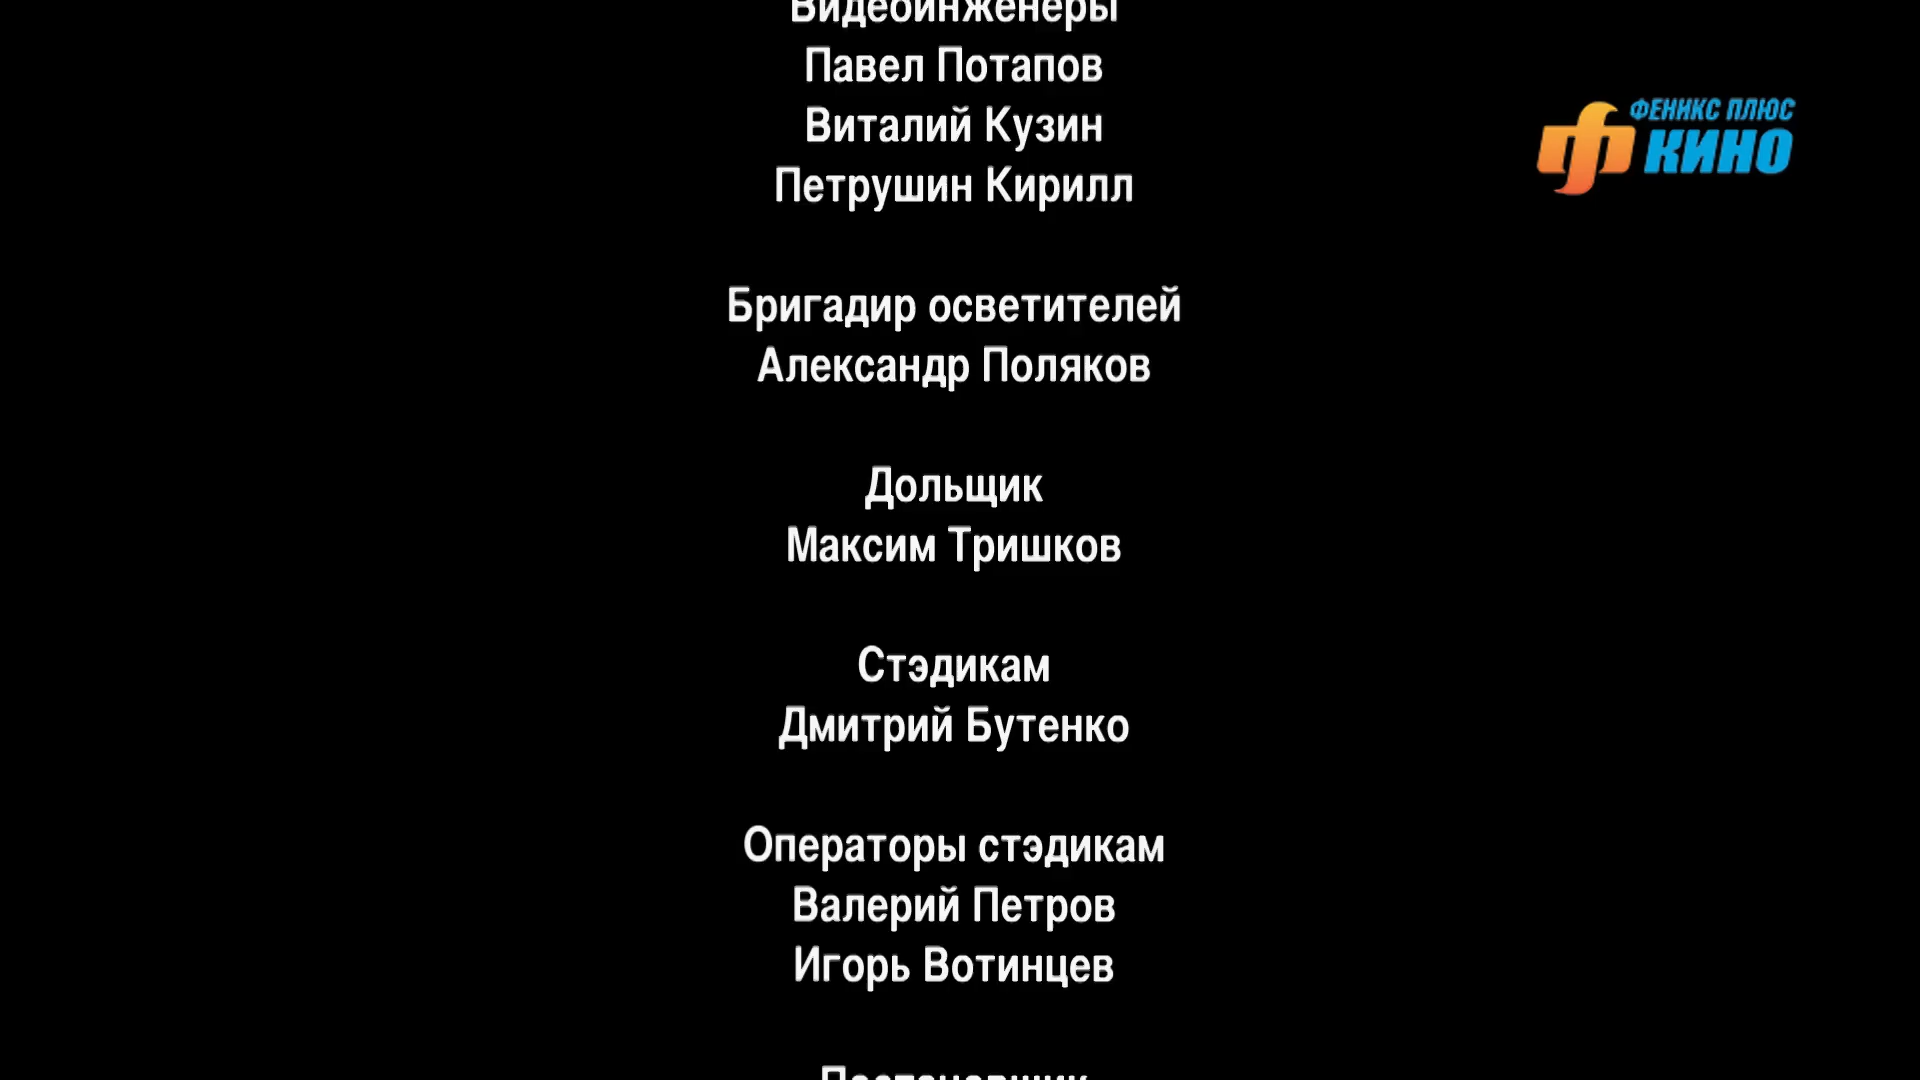 Видеоинженеры
Павел Потапов
Виталий Кузин
Петрушин Кирилл
ФЕНИКС ПЛЮС
КИНО
Бригадир осветителей
Александр Поляков
Дольщик
Максим Тришков
Стэдикам
Дмитрий Бутенко
Операторы стэдикам
Валерий Петров
Игорь Вотинцев
Постановщик